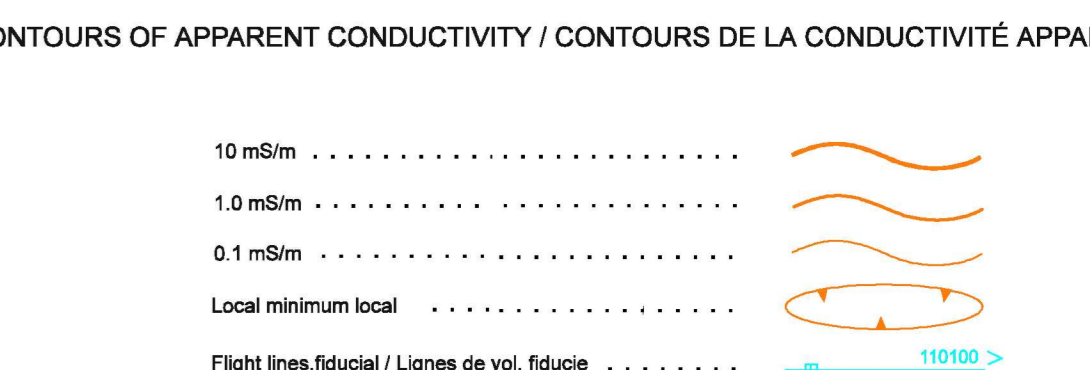 ONTOURS OF APPARENT CONDUCTIVITY / CONTOURS DE LA CONDUCTIVITÉ APPA
10 mS/m
1.0 mS/m
0.1 mS/m
Local minimum local
Flight lines,fiducial / Lignes de vol, fiducie
110100 >